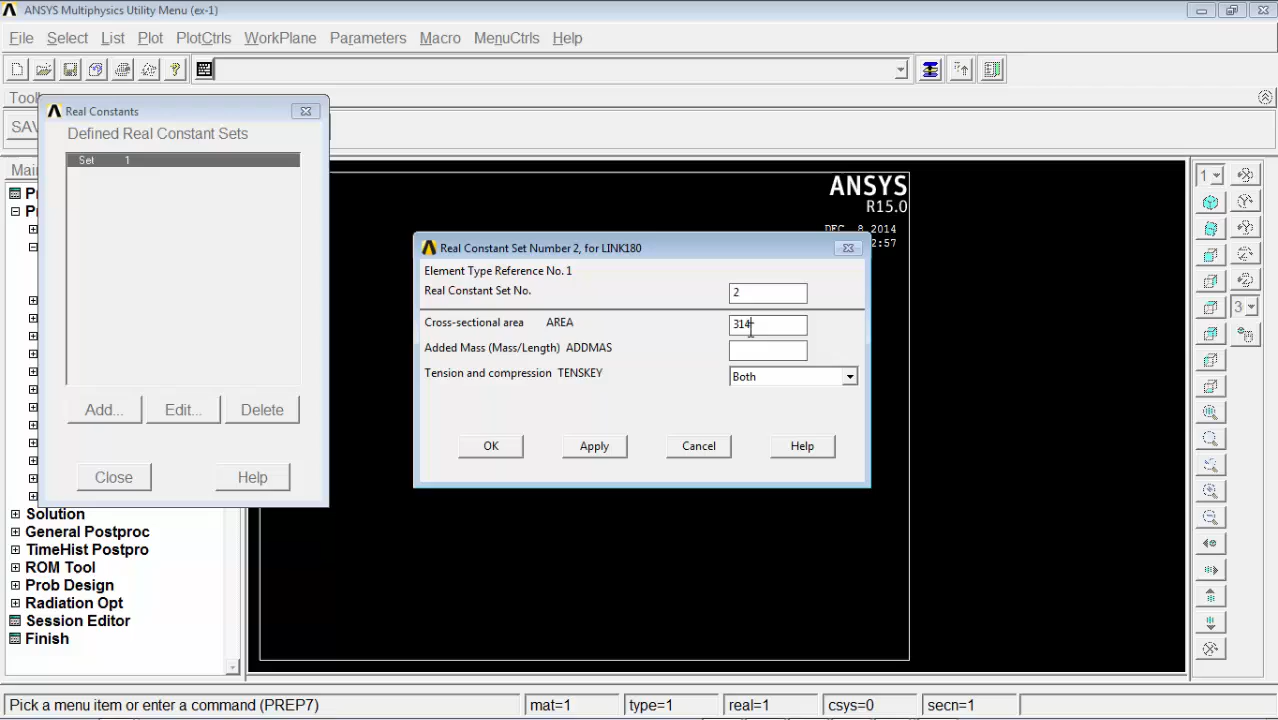 ANSYS Multiphysics Utility Menu (ex-1)
File Select List Plot PlotCtrls WorkPlane Parameters Macro MenuCtrls Help
Real Constants
Defined Real Constant Sets
Set 1
Add... Edit... Delete
Close Help
ANSYS
R15.0
Real Constant Set Number 2, for LINK180
Element Type Reference No. 1
Real Constant Set No. 2
Cross-sectional area AREA 314
Added Mass (Mass/Length) ADDMAS
Tension and compression TENSKEY Both
OK Apply Cancel Help
1
3
Solution
General Postproc
TimeHist Postpro
ROM Tool
Prob Design
Radiation Opt
Session Editor
Finish
Pick a menu item or enter a command (PREP7) mat=1 type=1 real=1 csys=0 secn=1